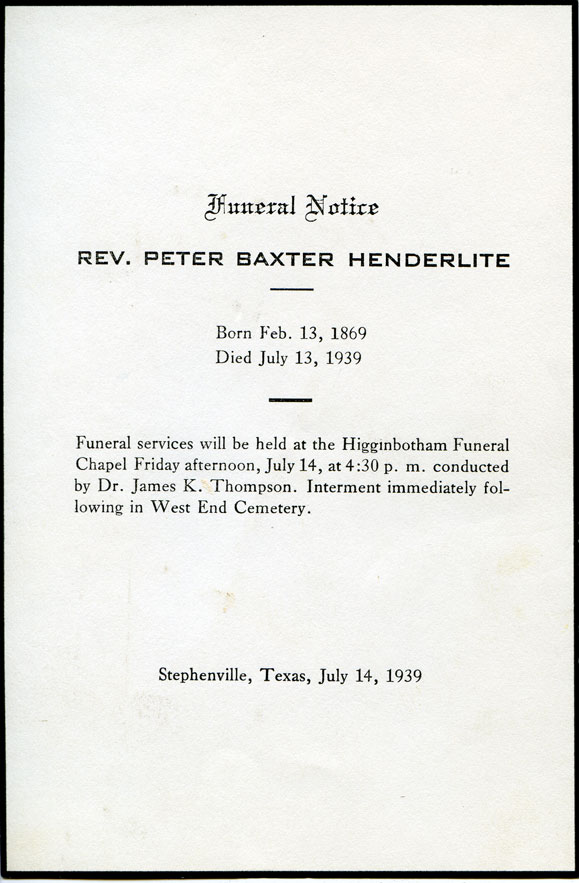 Funeral Notice
REV. PETER BAXTER HENDERLITE
Born Feb. 13, 1869
Died July 13, 1939
Funeral services will be held at the Higginbotham Funeral
Chapel Friday afternoon, July 14, at 4:30 p. m. conducted
by Dr. James K. Thompson. Interment immediately fol-
lowing in West End Cemetery.
Stephenville, Texas, July 14, 1939